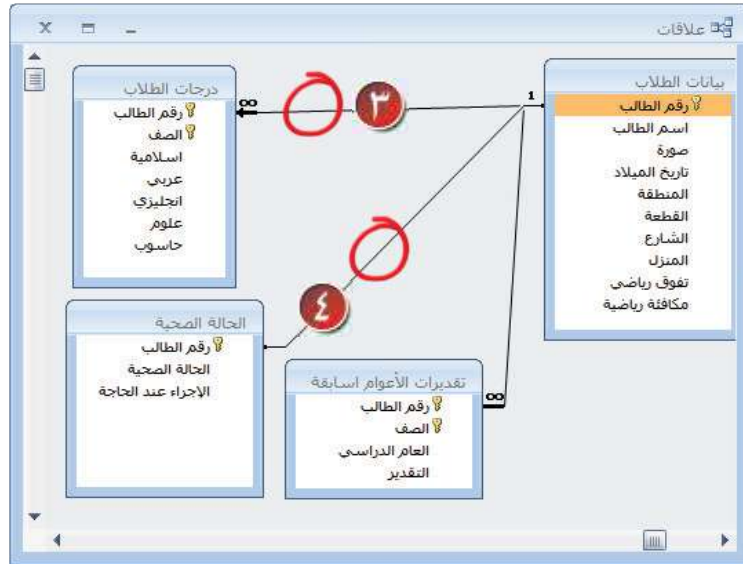 علاقات
بيانات الطلاب
رقم الطالب
اسم الطالب
صورة
تاريخ الميلاد
المنطقة
القطعة
الشارع
المنزل
تفوق رياضي
مكافئة رياضية
1
٣
∞
درجات الطلاب
رقم الطالب
الصف
اسلامية
عربي
انجليزي
علوم
حاسوب
٤
الحالة الصحية
رقم الطالب
الحالة الصحية
الإجراء عند الحاجة
∞
تقديرات الأعوام اسابقة
رقم الطالب
الصف
العام الدراسي
التقدير